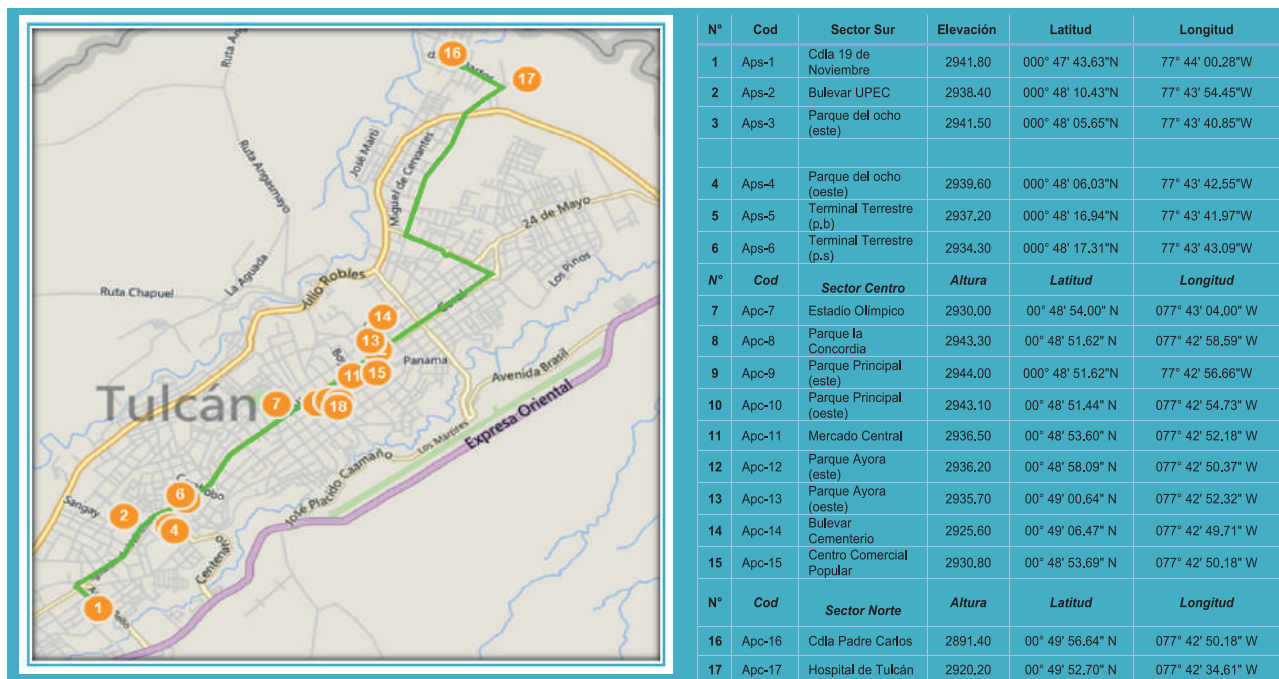 Ruta An
16
17
José Martí
Miguel de Cervantes
Ruta Angasmayo
24 de Mayo
La Aguada
Los Pinos
Ruta Chapuel
Julio Robles
14
13
Panama
11
15
Avenida Brasil
Tulcán
7
18
Expresa Oriental
Los Martires
Jose Placido Caamaño
6
Sangay
2
4
Centenario
1
N° Cod Sector Sur Elevación Latitud Longitud
1 Aps-1 Cdla 19 de Noviembre 2941.80 000° 47' 43.63"N 77° 44' 00.28"W
2 Aps-2 Bulevar UPEC 2938.40 000° 48' 10.43"N 77° 43' 54.45"W
3 Aps-3 Parque del ocho (este) 2941.50 000° 48' 05.65"N 77° 43' 40.85"W
4 Aps-4 Parque del ocho (oeste) 2939.60 000° 48' 06.03"N 77° 43' 42.55"W
5 Aps-5 Terminal Terrestre (p.b) 2937.20 000° 48' 16.94"N 77° 43' 41.97"W
6 Aps-6 Terminal Terrestre (p.s) 2934.30 000° 48' 17.31"N 77° 43' 43.09"W
N° Cod Sector Centro Altura Latitud Longitud
7 Apc-7 Estadio Olímpico 2930.00 00° 48' 54.00" N 077° 43' 04.00" W
8 Apc-8 Parque la Concordia 2943.30 00° 48' 51.62" N 077° 42' 58.59" W
9 Apc-9 Parque Principal (este) 2944.00 000° 48' 51.62"N 77° 42' 56.66"W
10 Apc-10 Parque Principal (oeste) 2943.10 00° 48' 51.44" N 077° 42' 54.73" W
11 Apc-11 Mercado Central 2936.50 00° 48' 53.60" N 077° 42' 52.18" W
12 Apc-12 Parque Ayora (este) 2936.20 00° 48' 58.09" N 077° 42' 50.37" W
13 Apc-13 Parque Ayora (oeste) 2935.70 00° 49' 00.64" N 077° 42' 52.32" W
14 Apc-14 Bulevar Cementerio 2925.60 00° 49' 06.47" N 077° 42' 49.71" W
15 Apc-15 Centro Comercial Popular 2930.80 00° 48' 53.69" N 077° 42' 50.18" W
N° Cod Sector Norte Altura Latitud Longitud
16 Apc-16 Cdla Padre Carlos 2891.40 00° 49' 56.64" N 077° 42' 50.18" W
17 Apc-17 Hospital de Tulcán 2920.20 00° 49' 52.70" N 077° 42' 34.61" W